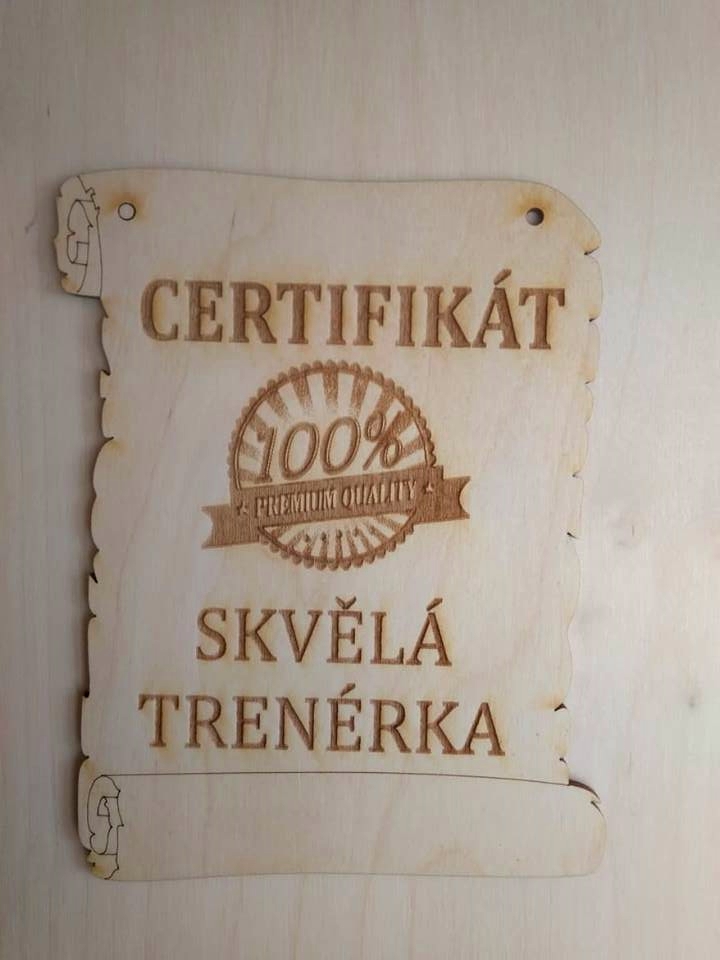 CERTIFIKÁT
100%
PREMIUM QUALITY
SKVĚLÁ
TRENÉRKA